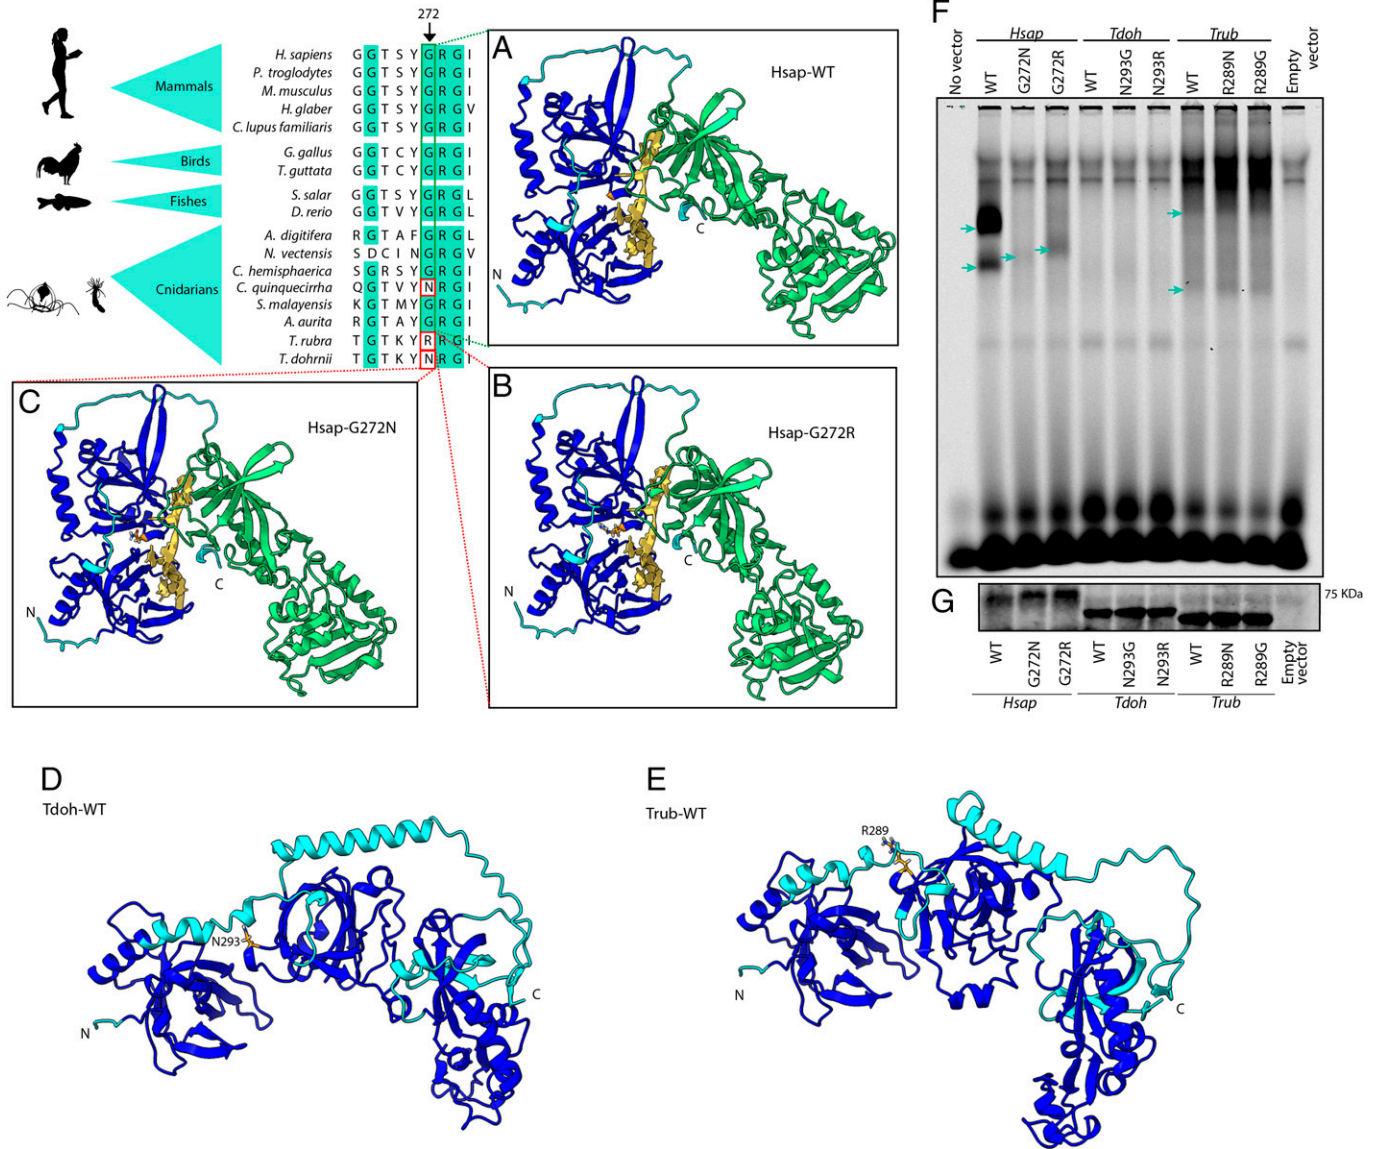 272
Mammals
H. sapiens G G T S Y G R G I
P. troglodytes G G T S Y G R G I
M. musculus G G T S Y G R G I
H. glaber G G T S Y G R G V
C. lupus familiaris G G T S Y G R G I
Birds
G. gallus G G T C Y G R G I
T. guttata G G T C Y G R G I
Fishes
S. salar G G T S Y G R G L
D. rerio G G T V Y G R G L
Cnidarians
A. digitifera R G T A F G R G L
N. vectensis S D C I N G R G V
C. hemisphaerica S G R S Y G R G I
C. quinquecirrha Q G T V Y N R G I
S. malayensis K G T M Y G R G I
A. aurita R G T A Y G R G I
T. rubra T G T K Y R R G I
T. dohrnii T G T K Y N R G I
A
Hsap-WT
N
C
B
Hsap-G272R
N
C
C
Hsap-G272N
N
C
D
Tdoh-WT
N293
N
C
E
Trub-WT
R289
N
C
F
Hsap Tdoh Trub
No vector
WT
G272N
G272R
WT
N293G
N293R
WT
R289N
R289G
Empty
vector
G
75 KDa
WT
G272N
G272R
WT
N293G
N293R
WT
R289N
R289G
Empty
vector
Hsap Tdoh Trub